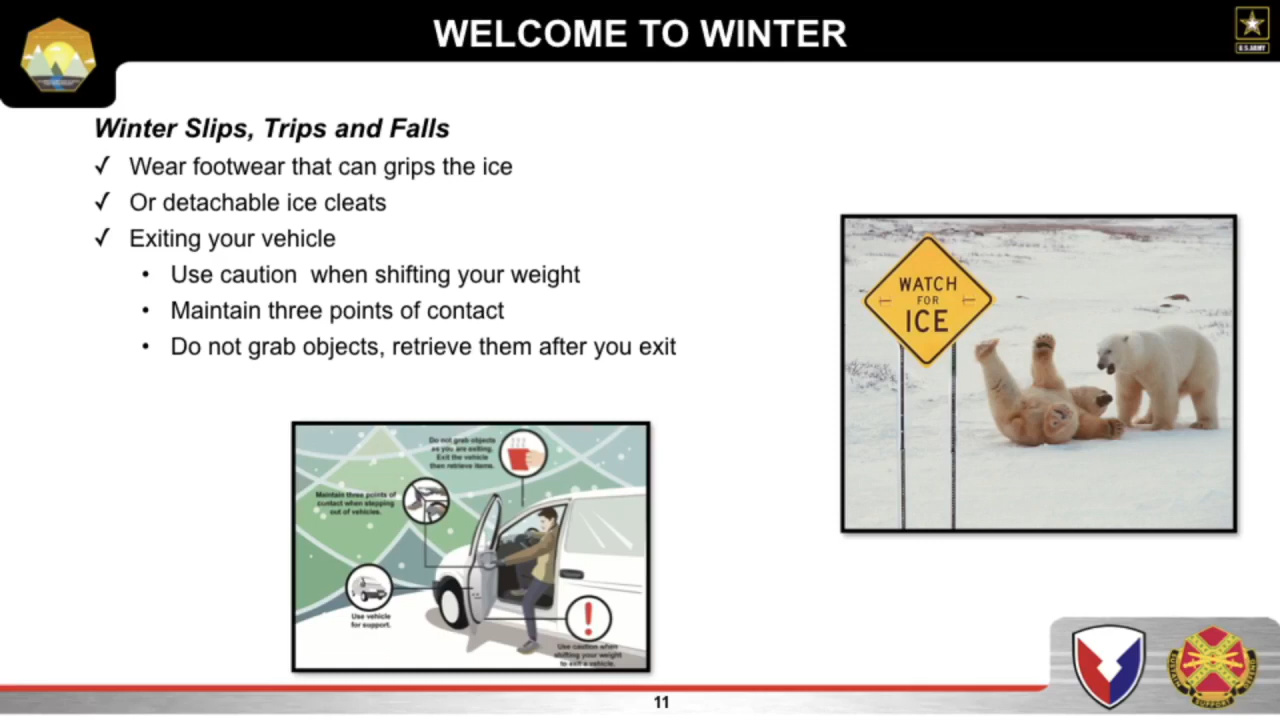 WELCOME TO WINTER
U.S.ARMY
Winter Slips, Trips and Falls
✓ Wear footwear that can grips the ice
✓ Or detachable ice cleats
✓ Exiting your vehicle
• Use caution  when shifting your weight
• Maintain three points of contact
• Do not grab objects, retrieve them after you exit
WATCH
FOR
ICE
Do not grab objects
as you are exiting.
Exit the vehicle
then retrieve items.
Maintain three points of
contact when stepping
out of vehicles.
Use vehicle
for support.
Use caution when
shifting your weight
to exit a vehicle.
SUPPORT
11